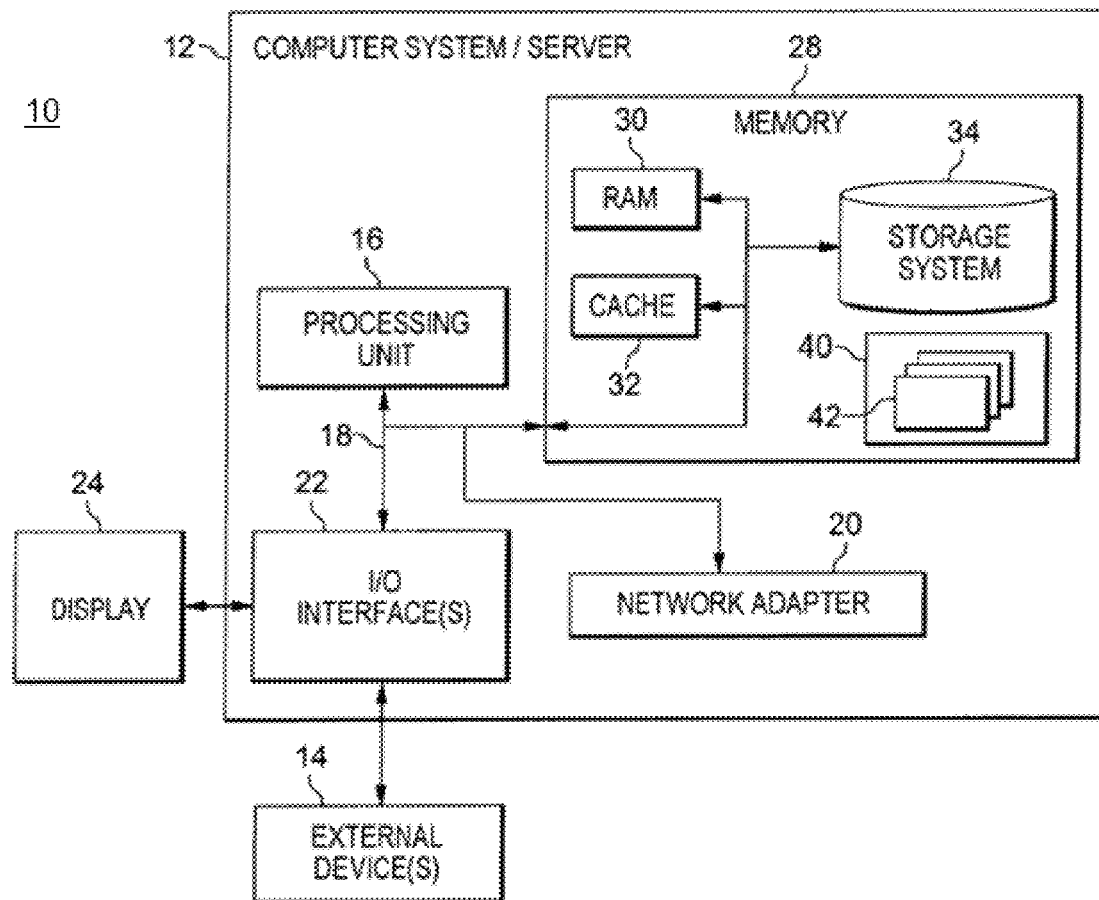 12
COMPUTER SYSTEM / SERVER
28
10
MEMORY
30
34
RAM
16
STORAGE
SYSTEM
PROCESSING
UNIT
CACHE
32
40
42
18
24
22
20
DISPLAY
I/O
INTERFACE(S)
NETWORK ADAPTER
14
EXTERNAL
DEVICE(S)